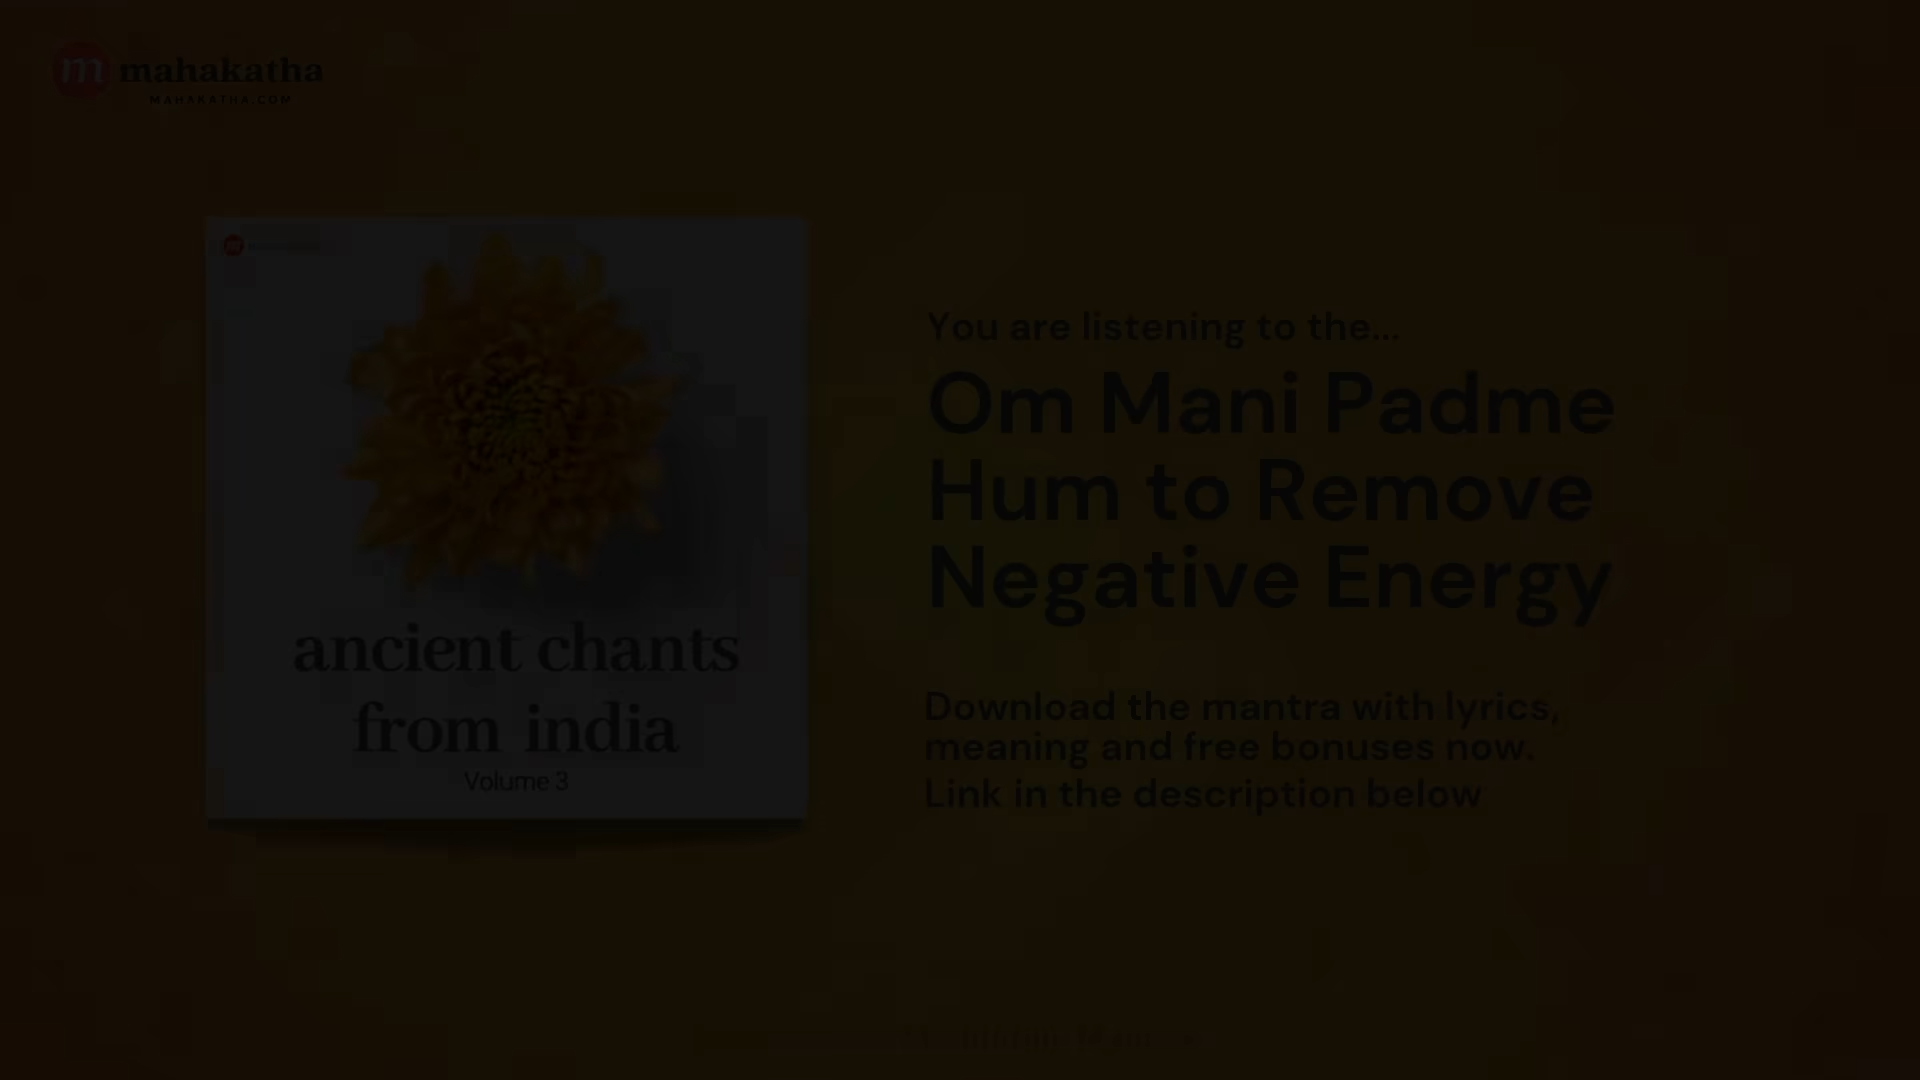 mahakatha
MAHAKATHA.COM
ancient chants
from india
Volume 3
You are listening to the...
Om Mani Padme
Hum to Remove
Negative Energy
Download the mantra with lyrics,
meaning and free bonuses now.
Link in the description below